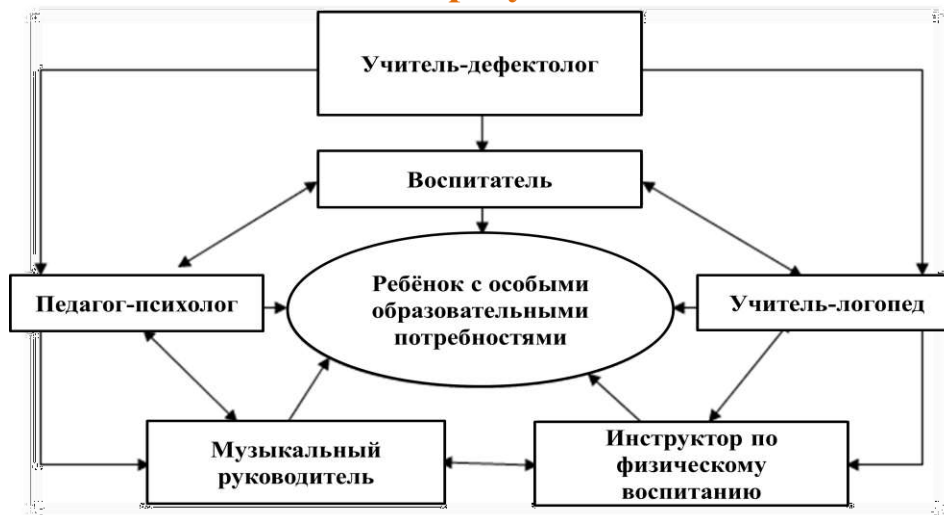 Учитель-дефектолог
Воспитатель
Ребёнок с особыми
образовательными
потребностями
Педагог-психолог
Учитель-логопед
Музыкальный
руководитель
Инструктор по
физическому
воспитанию